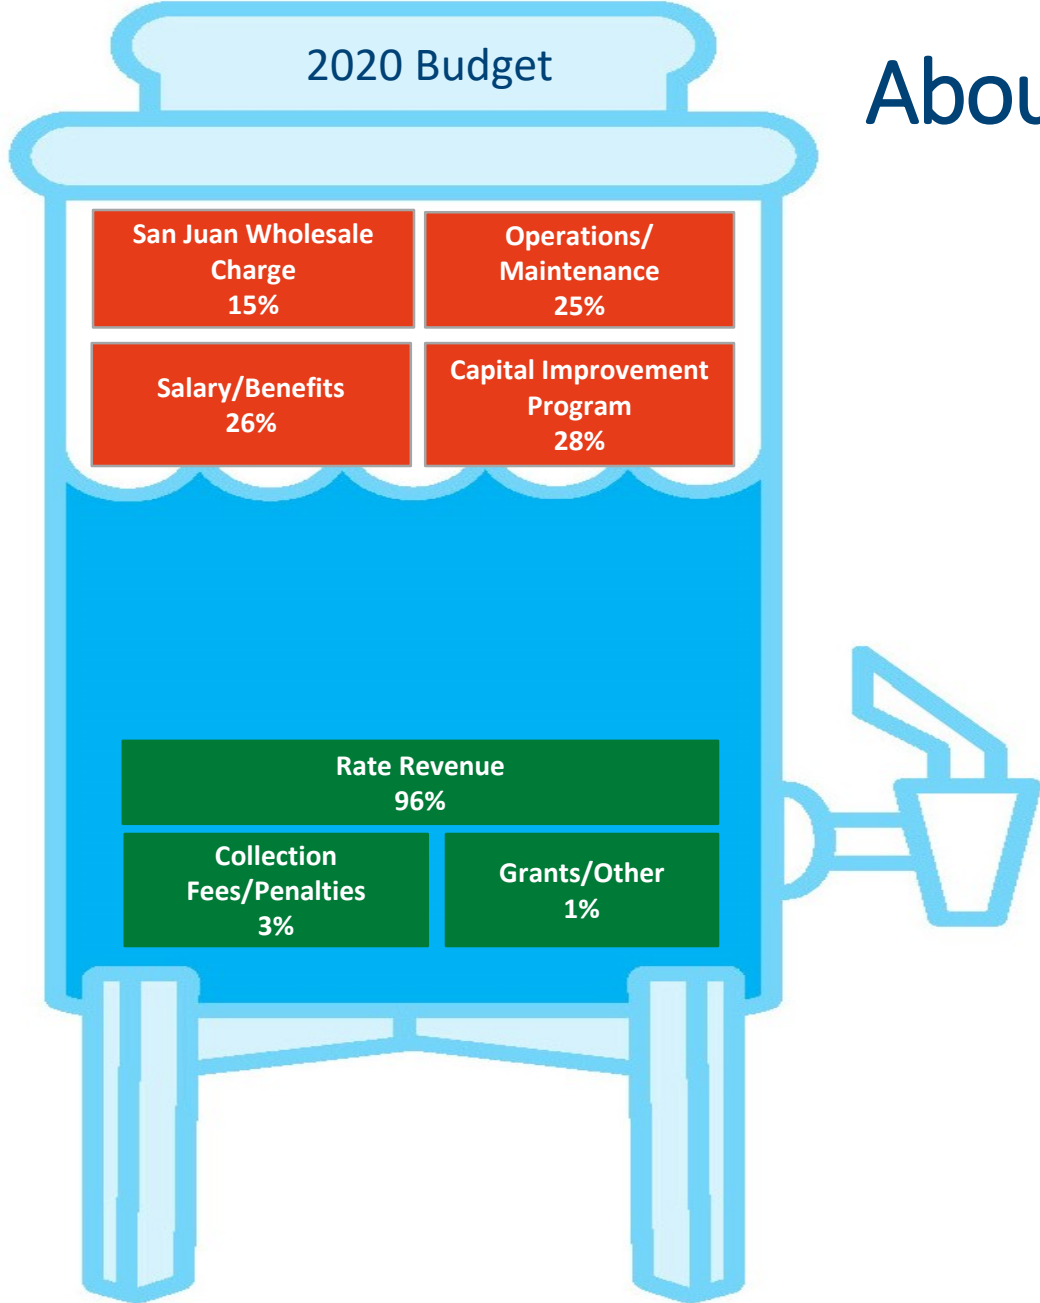 2020 Budget
San Juan Wholesale
Charge
15%
Operations/
Maintenance
25%
Salary/Benefits
26%
Capital Improvement
Program
28%
Rate Revenue
96%
Collection
Fees/Penalties
3%
Grants/Other
1%